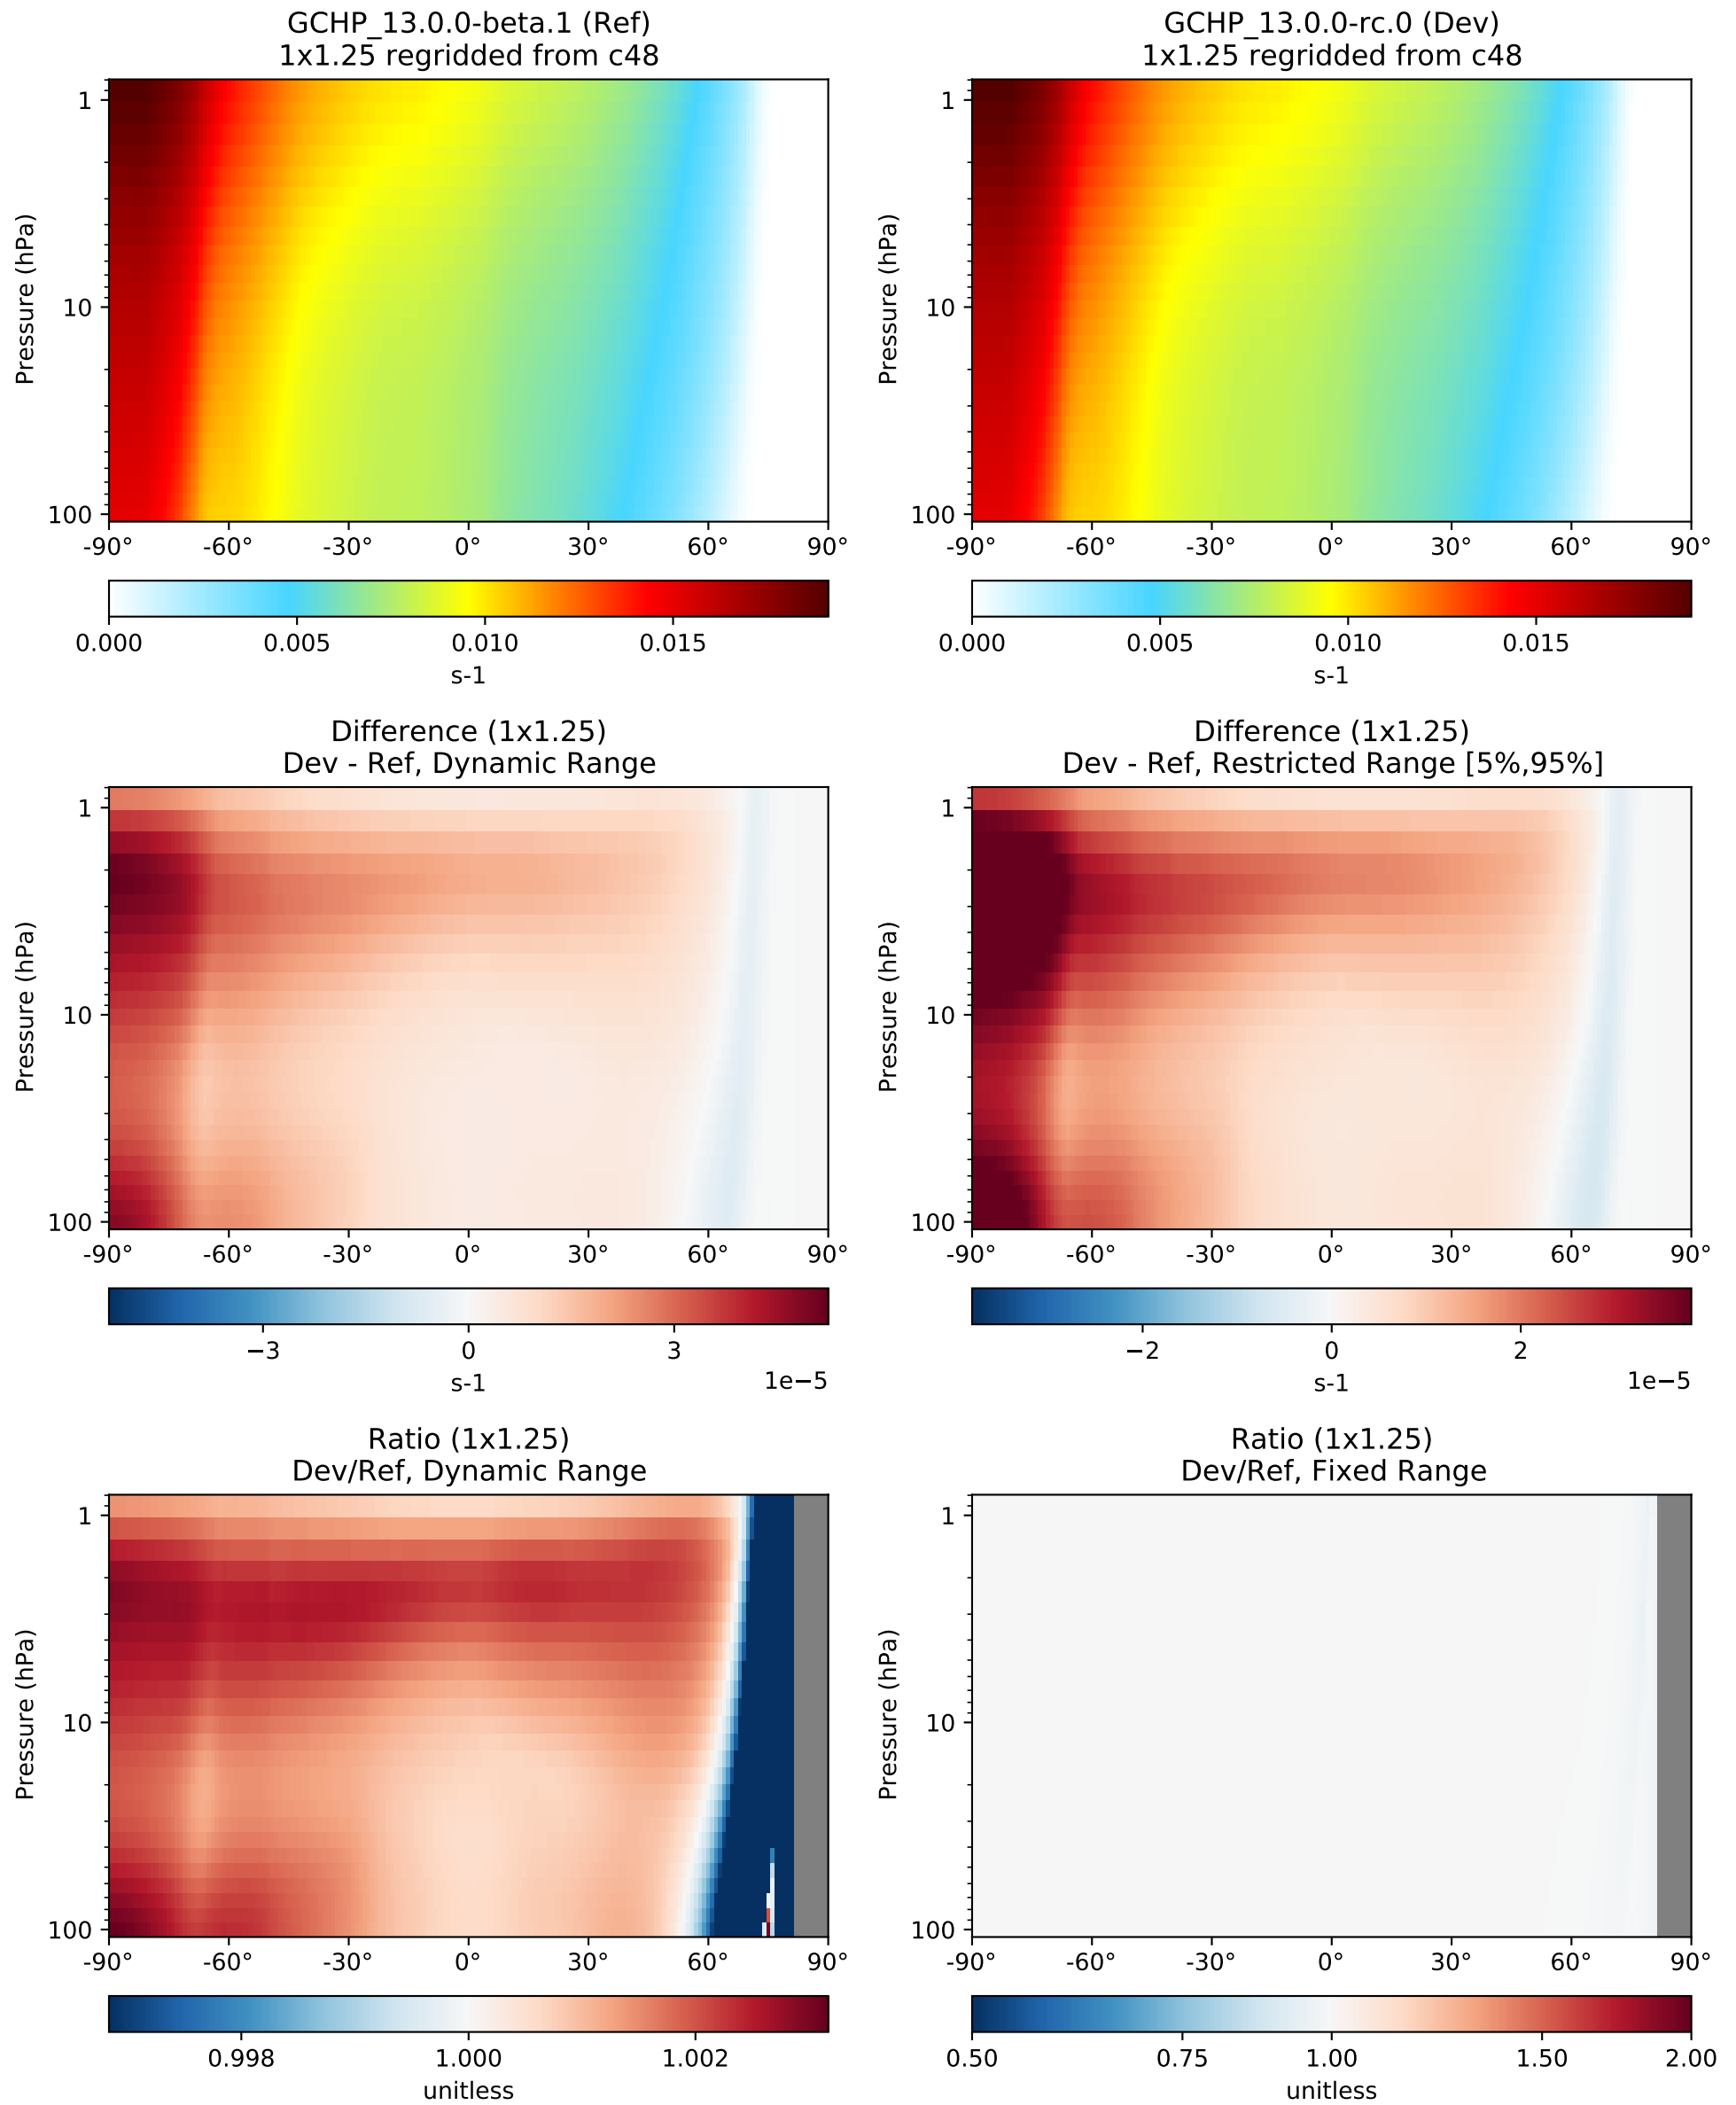 GCHP_13.0.0-beta.1 (Ref)
1x1.25 regridded from c48
Pressure (hPa)
1
10
100
-90° -60° -30° 0° 30° 60° 90°
0.000 0.005 0.010 0.015
s-1
GCHP_13.0.0-rc.0 (Dev)
1x1.25 regridded from c48
Pressure (hPa)
1
10
100
-90° -60° -30° 0° 30° 60° 90°
0.000 0.005 0.010 0.015
s-1
Difference (1x1.25)
Dev - Ref, Dynamic Range
Pressure (hPa)
1
10
100
-90° -60° -30° 0° 30° 60° 90°
−3 0 3
s-1 1e−5
Difference (1x1.25)
Dev - Ref, Restricted Range [5%,95%]
Pressure (hPa)
1
10
100
-90° -60° -30° 0° 30° 60° 90°
−2 0 2
s-1 1e−5
Ratio (1x1.25)
Dev/Ref, Dynamic Range
Pressure (hPa)
1
10
100
-90° -60° -30° 0° 30° 60° 90°
0.998 1.000 1.002
unitless
Ratio (1x1.25)
Dev/Ref, Fixed Range
Pressure (hPa)
1
10
100
-90° -60° -30° 0° 30° 60° 90°
0.50 0.75 1.00 1.50 2.00
unitless